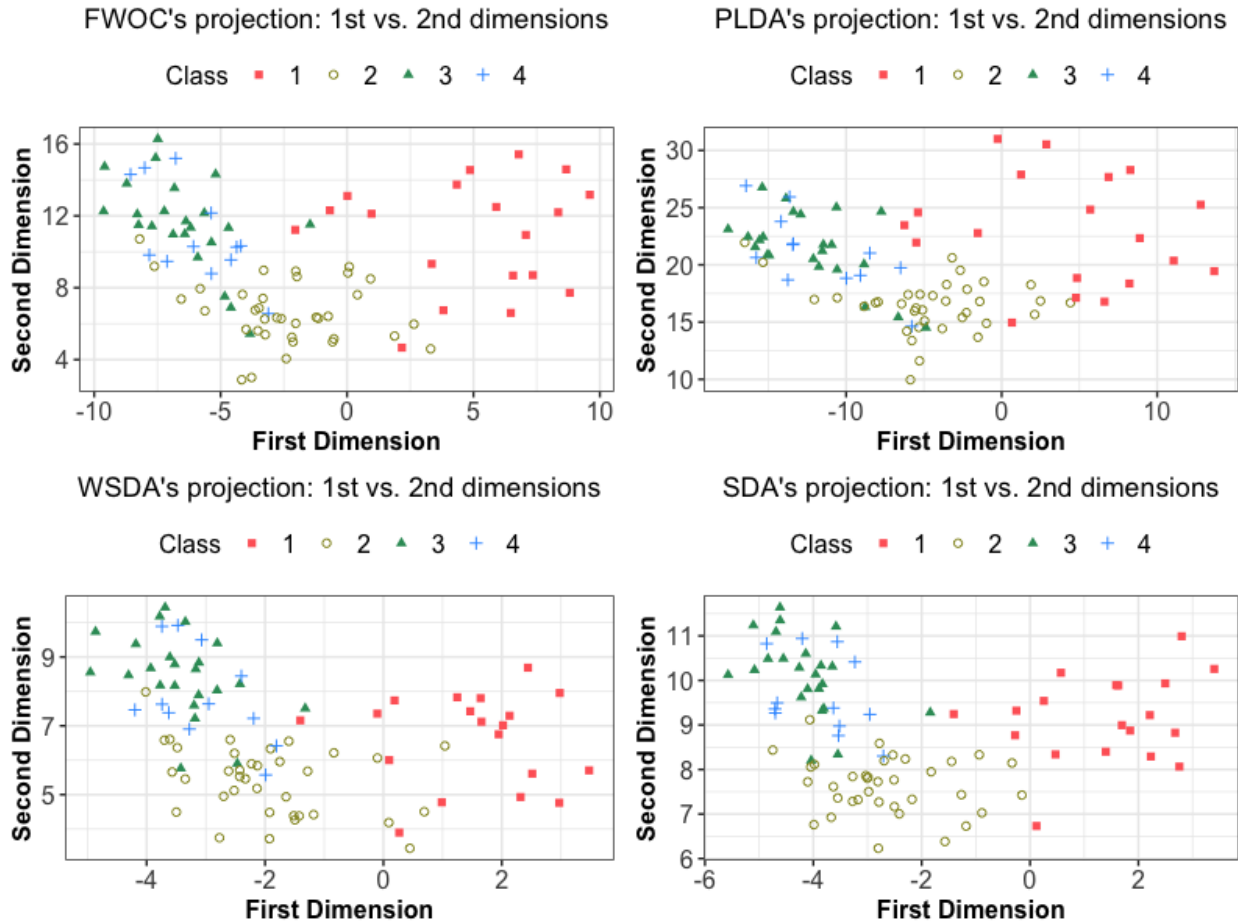 FWOC's projection: 1st vs. 2nd dimensions
Class 1 2 3 4
Second Dimension
16
12
8
4
-10 -5 0 5 10
First Dimension
PLDA's projection: 1st vs. 2nd dimensions
Class 1 2 3 4
Second Dimension
30
25
20
15
10
-10 0 10
First Dimension
WSDA's projection: 1st vs. 2nd dimensions
Class 1 2 3 4
Second Dimension
9
7
5
-4 -2 0 2
First Dimension
SDA's projection: 1st vs. 2nd dimensions
Class 1 2 3 4
Second Dimension
11
10
9
8
7
6
-6 -4 -2 0 2
First Dimension